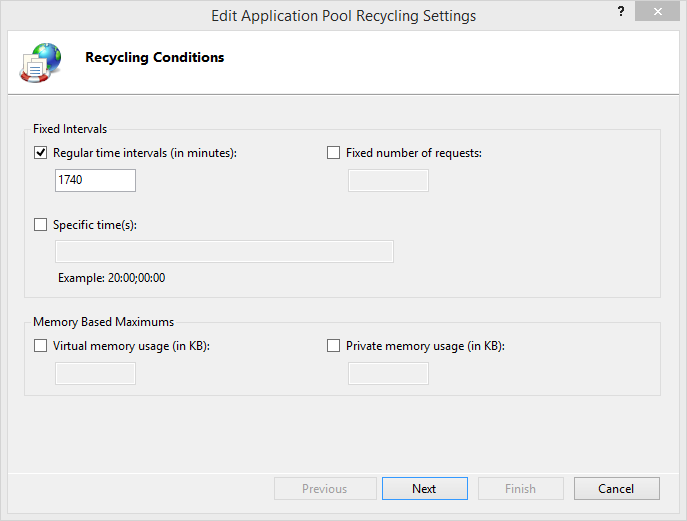 Edit Application Pool Recycling Settings
?
Recycling Conditions
Fixed Intervals
Regular time intervals (in minutes):
Fixed number of requests:
1740
Specific time(s):
Example: 20:00;00:00
Memory Based Maximums
Virtual memory usage (in KB):
Private memory usage (in KB):
Previous
Next
Finish
Cancel